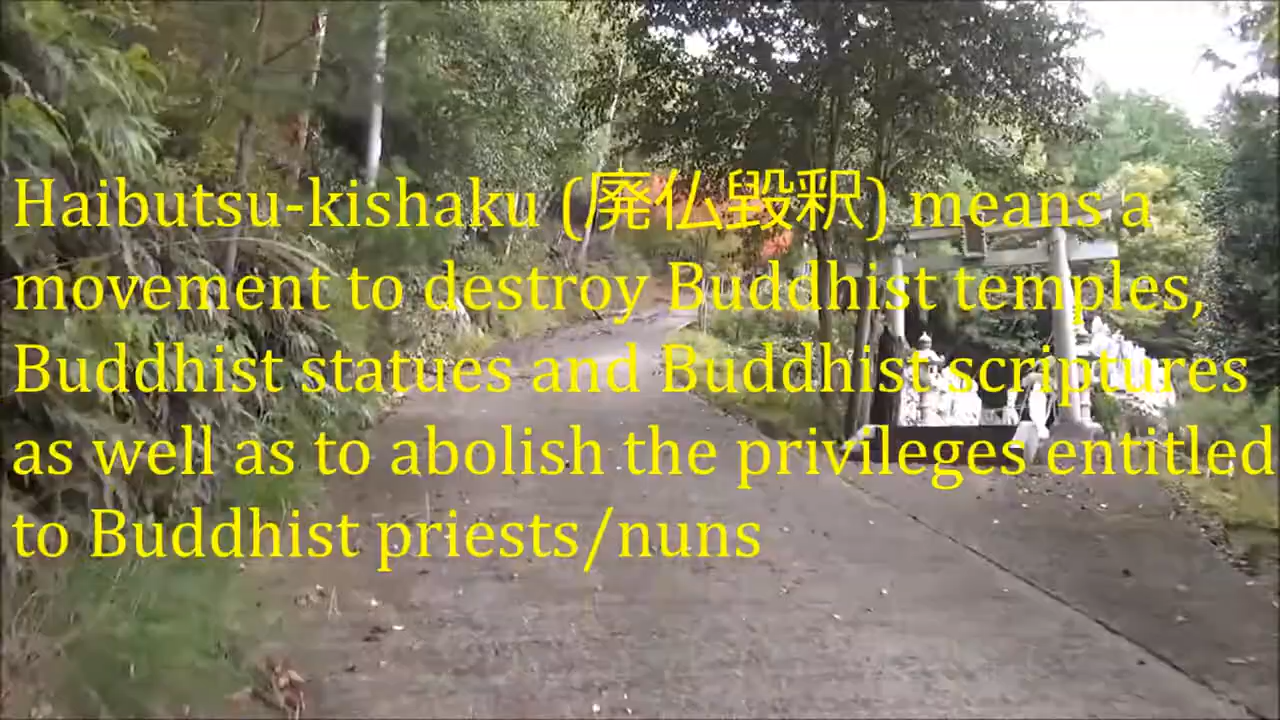 Haibutsu-kishaku (廃仏毀釈) means a
movement to destroy Buddhist temples,
Buddhist statues and Buddhist scriptures
as well as to abolish the privileges entitled
to Buddhist priests/nuns